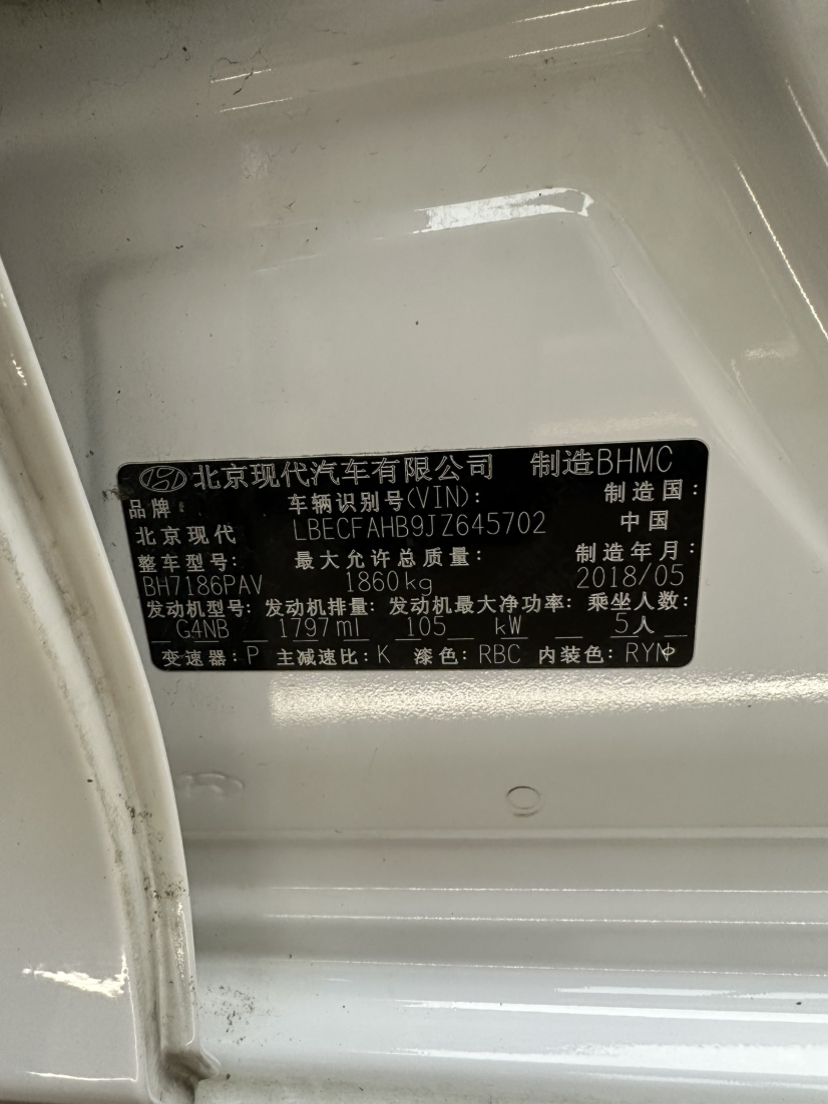 北京现代汽车有限公司 制造BHMC
品牌: 车辆识别号(VIN): 制造国:
北京现代 LBECFAHB9JZ645702 中国
整车型号: 最大允许总质量: 制造年月:
BH7186PAV 1860kg 2018/05
发动机型号: 发动机排量: 发动机最大净功率: 乘坐人数:
G4NB 1797ml 105 kW 5人
变速器:P 主减速比:K 漆色:RBC 内装色:RYN